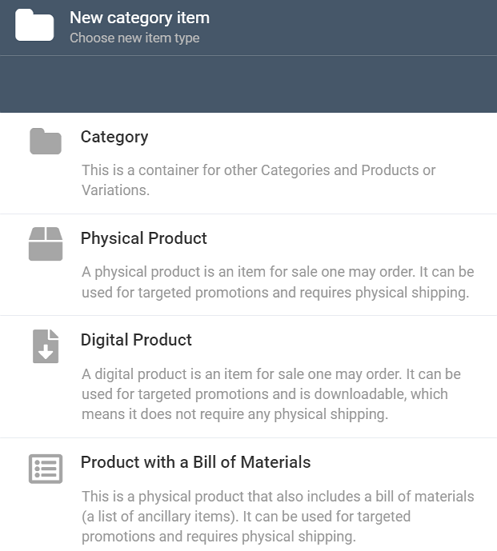 New category item
Choose new item type
Category
This is a container for other Categories and Products or
Variations.
Physical Product
A physical product is an item for sale one may order. It can be
used for targeted promotions and requires physical shipping.
Digital Product
A digital product is an item for sale one may order. It can be
used for targeted promotions and is downloadable, which
means it does not require any physical shipping.
Product with a Bill of Materials
This is a physical product that also includes a bill of materials
(a list of ancillary items). It can be used for targeted
promotions and requires physical shipping.